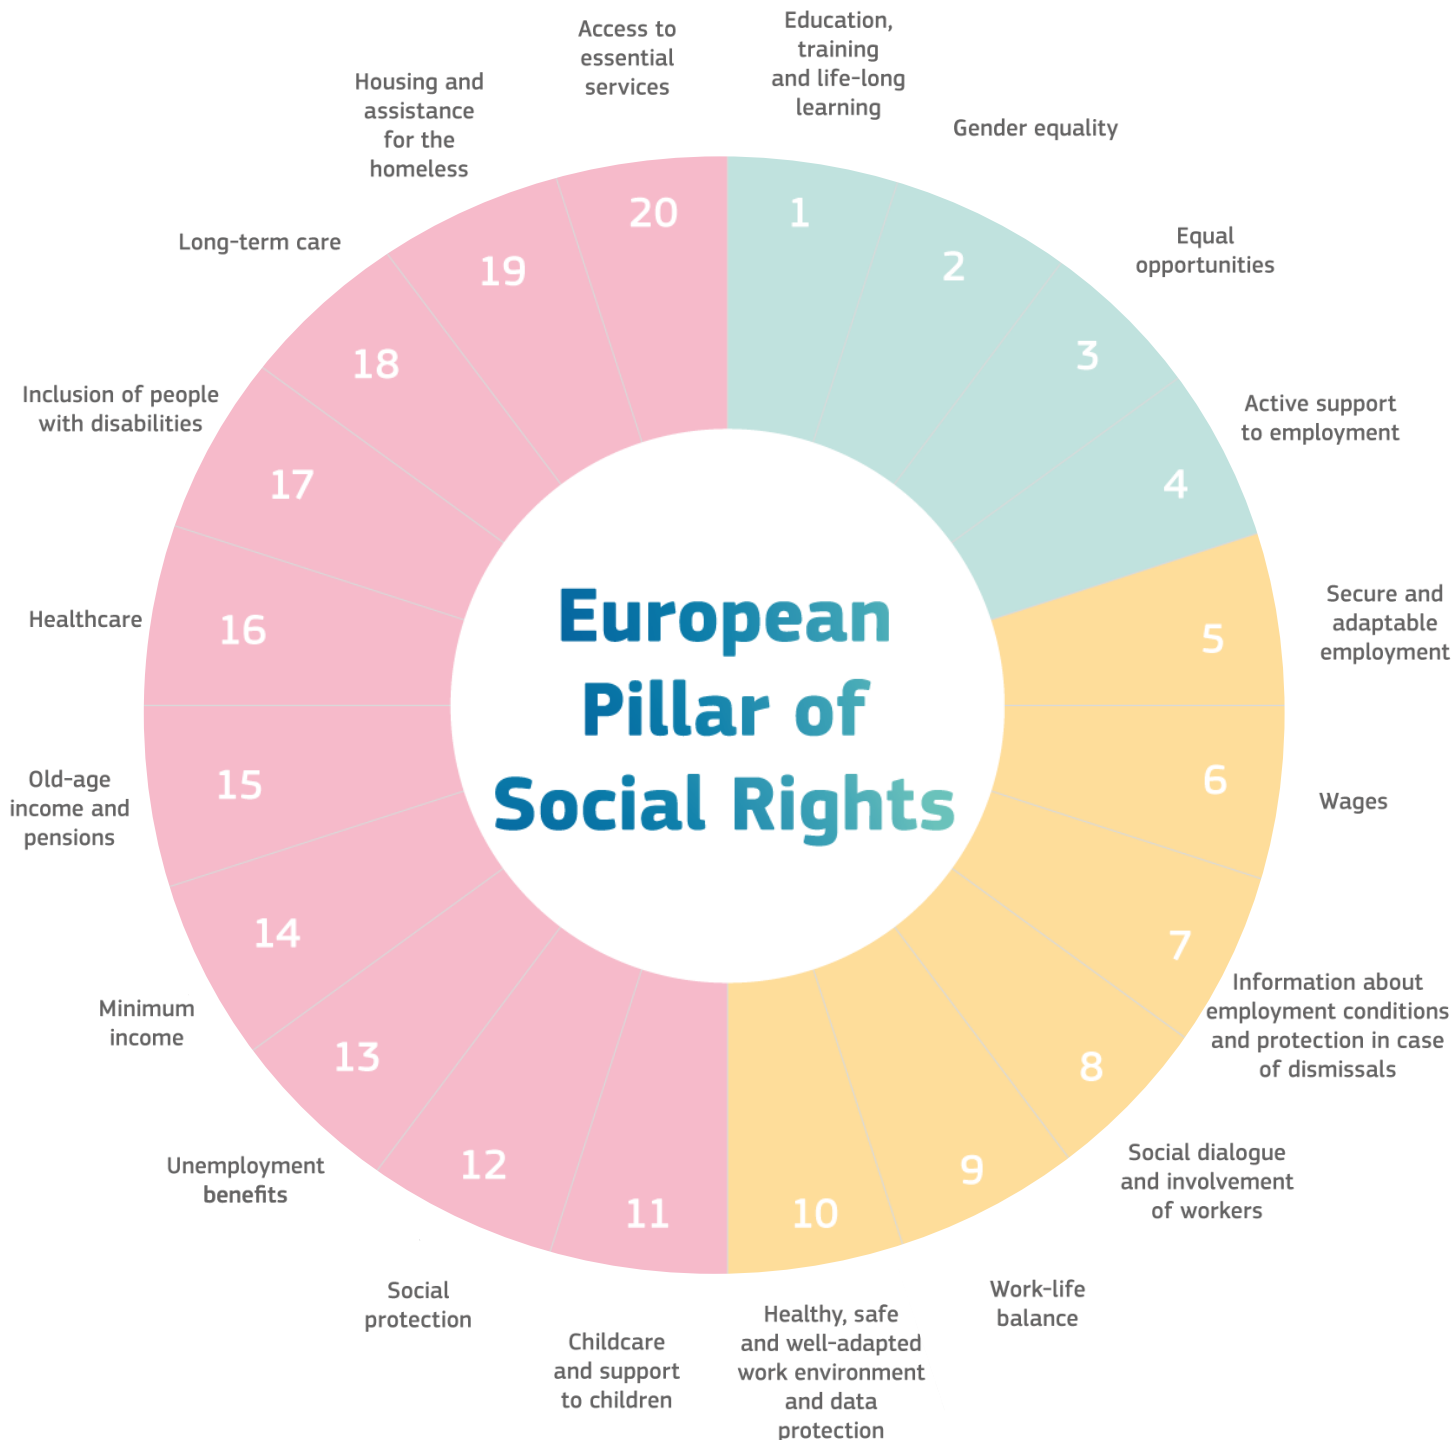 European
Pillar of
Social Rights
1
Education,
training
and life-long
learning
2
Gender equality
3
Equal
opportunities
4
Active support
to employment
5
Secure and
adaptable
employment
6
Wages
7
Information about
employment conditions
and protection in case
of dismissals
8
Social dialogue
and involvement
of workers
9
Work-life
balance
10
Healthy, safe
and well-adapted
work environment
and data
protection
11
Childcare
and support
to children
12
Social
protection
13
Unemployment
benefits
14
Minimum
income
15
Old-age
income and
pensions
16
Healthcare
17
Inclusion of people
with disabilities
18
Long-term care
19
Housing and
assistance
for the
homeless
20
Access to
essential
services